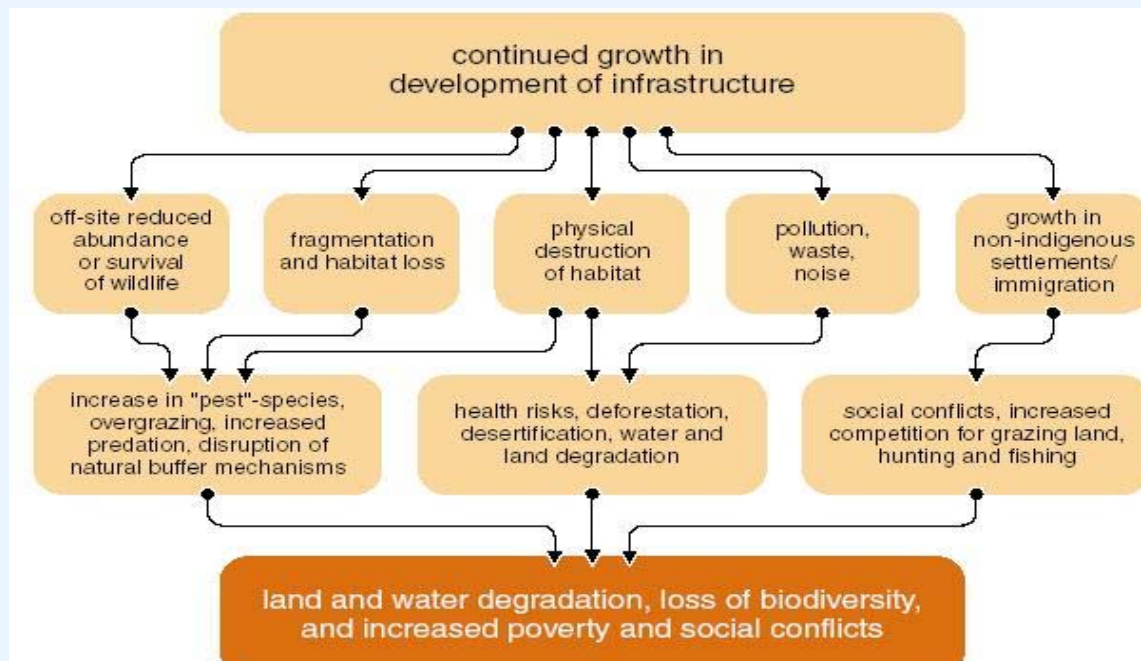 continued growth in
development of infrastructure
off-site reduced
abundance
or survival
of wildlife
fragmentation
and habitat loss
physical
destruction
of habitat
pollution,
waste,
noise
growth in
non-indigenous
settlements/
immigration
increase in "pest"-species,
overgrazing, increased
predation, disruption of
natural buffer mechanisms
health risks, deforestation,
desertification, water and
land degradation
social conflicts, increased
competition for grazing land,
hunting and fishing
land and water degradation, loss of biodiversity,
and increased poverty and social conflicts